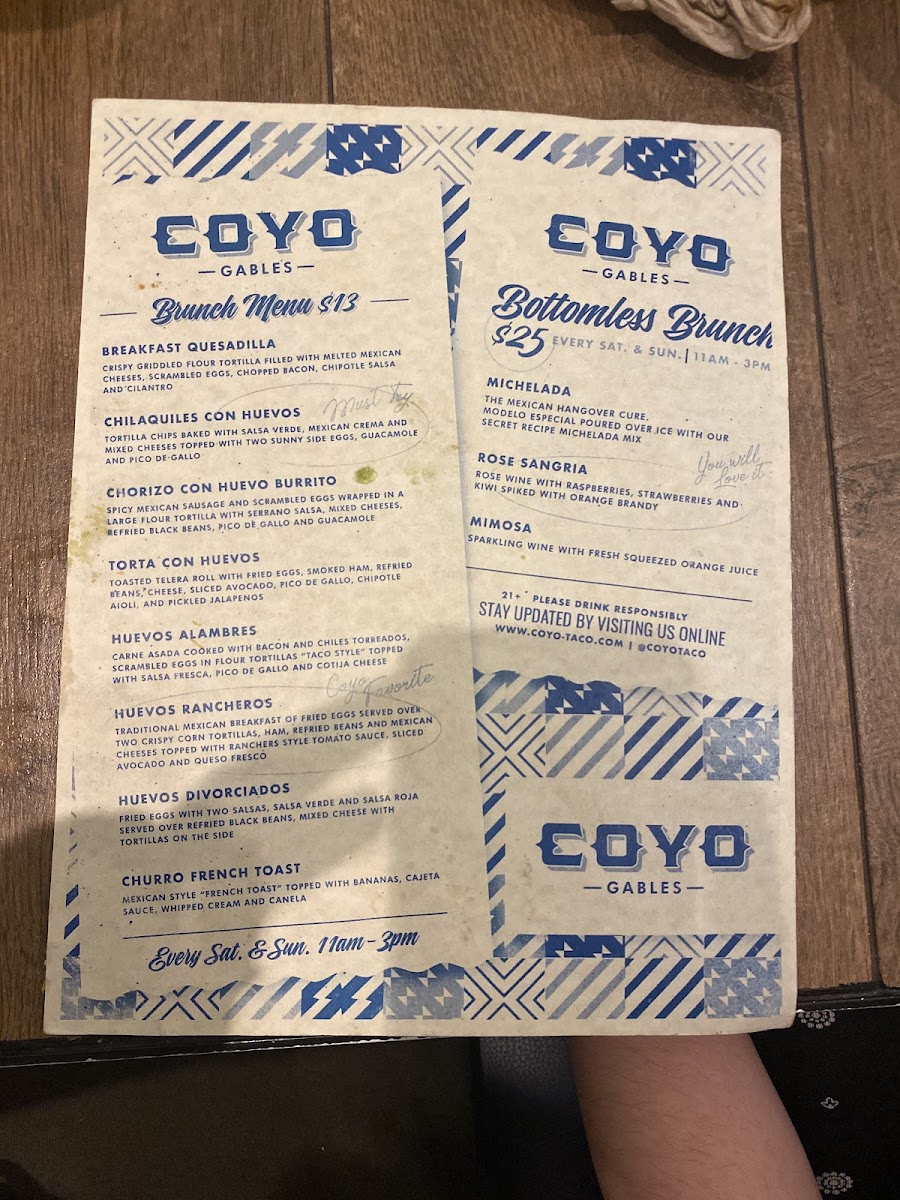 COYO
GABLES
Brunch Menu $13
BREAKFAST QUESADILLA
CRISPY GRIDDLED FLOUR TORTILLA FILLED WITH MELTED MEXICAN
CHEESES, SCRAMBLED EGGS, CHOPPED BACON, CHIPOTLE SALSA
AND CILANTRO
Must try
CHILAQUILES CON HUEVOS
TORTILLA CHIPS BAKED WITH SALSA VERDE, MEXICAN CREMA AND
MIXED CHEESES TOPPED WITH TWO SUNNY SIDE EGGS, GUACAMOLE
AND PICO DE GALLO
CHORIZO CON HUEVO BURRITO
SPICY MEXICAN SAUSAGE AND SCRAMBLED EGGS WRAPPED IN A
LARGE FLOUR TORTILLA WITH SERRANO SALSA, MIXED CHEESES,
REFRIED BLACK BEANS, PICO DE GALLO AND GUACAMOLE
TORTA CON HUEVOS
TOASTED TELERA ROLL WITH FRIED EGGS, SMOKED HAM, REFRIED
BEANS, CHEESE, SLICED AVOCADO, PICO DE GALLO, CHIPOTLE
AIOLI, AND PICKLED JALAPENOS
HUEVOS ALAMBRES
CARNE ASADA COOKED WITH BACON AND CHILES TORREADOS,
SCRAMBLED EGGS IN FLOUR TORTILLAS "TACO STYLE" TOPPED
WITH SALSA FRESCA, PICO DE GALLO AND COTIJA CHEESE
Coyo Favorite
HUEVOS RANCHEROS
TRADITIONAL MEXICAN BREAKFAST OF FRIED EGGS SERVED OVER
TWO CRISPY CORN TORTILLAS, HAM, REFRIED BEANS AND MEXICAN
CHEESES TOPPED WITH RANCHERS STYLE TOMATO SAUCE, SLICED
AVOCADO AND QUESO FRESCO
HUEVOS DIVORCIADOS
FRIED EGGS WITH TWO SALSAS, SALSA VERDE AND SALSA ROJA
SERVED OVER REFRIED BLACK BEANS, MIXED CHEESE WITH
TORTILLAS ON THE SIDE
CHURRO FRENCH TOAST
MEXICAN STYLE "FRENCH TOAST" TOPPED WITH BANANAS, CAJETA
SAUCE, WHIPPED CREAM AND CANELA
Every Sat. & Sun. 11am - 3pm
COYO
GABLES
Bottomless Brunch
$25 EVERY SAT. & SUN. | 11AM - 3PM
MICHELADA
THE MEXICAN HANGOVER CURE.
MODELO ESPECIAL POURED OVER ICE WITH OUR
SECRET RECIPE MICHELADA MIX
You will
Love it
ROSE SANGRIA
ROSE WINE WITH RASPBERRIES, STRAWBERRIES AND
KIWI SPIKED WITH ORANGE BRANDY
MIMOSA
SPARKLING WINE WITH FRESH SQUEEZED ORANGE JUICE
21+ PLEASE DRINK RESPONSIBLY
STAY UPDATED BY VISITING US ONLINE
WWW.COYO-TACO.COM | @COYOTACO
COYO
GABLES